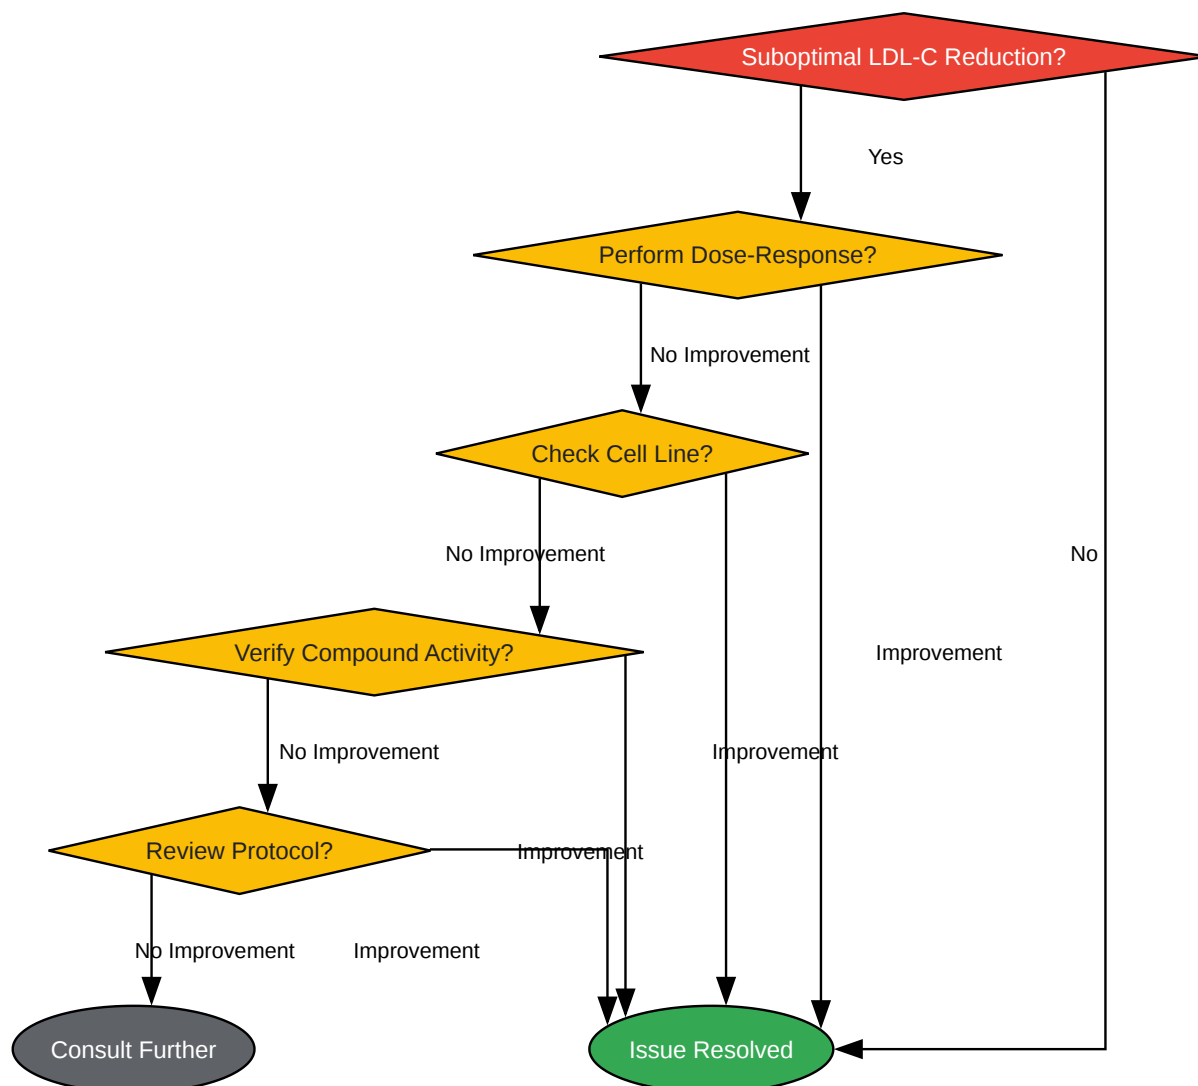 Suboptimal LDL-C Reduction?
Yes
Perform Dose-Response?
No Improvement
Check Cell Line?
No Improvement
No
Verify Compound Activity?
Improvement
No Improvement
Improvement
Review Protocol?
Improvement
No Improvement
Improvement
Consult Further
Issue Resolved